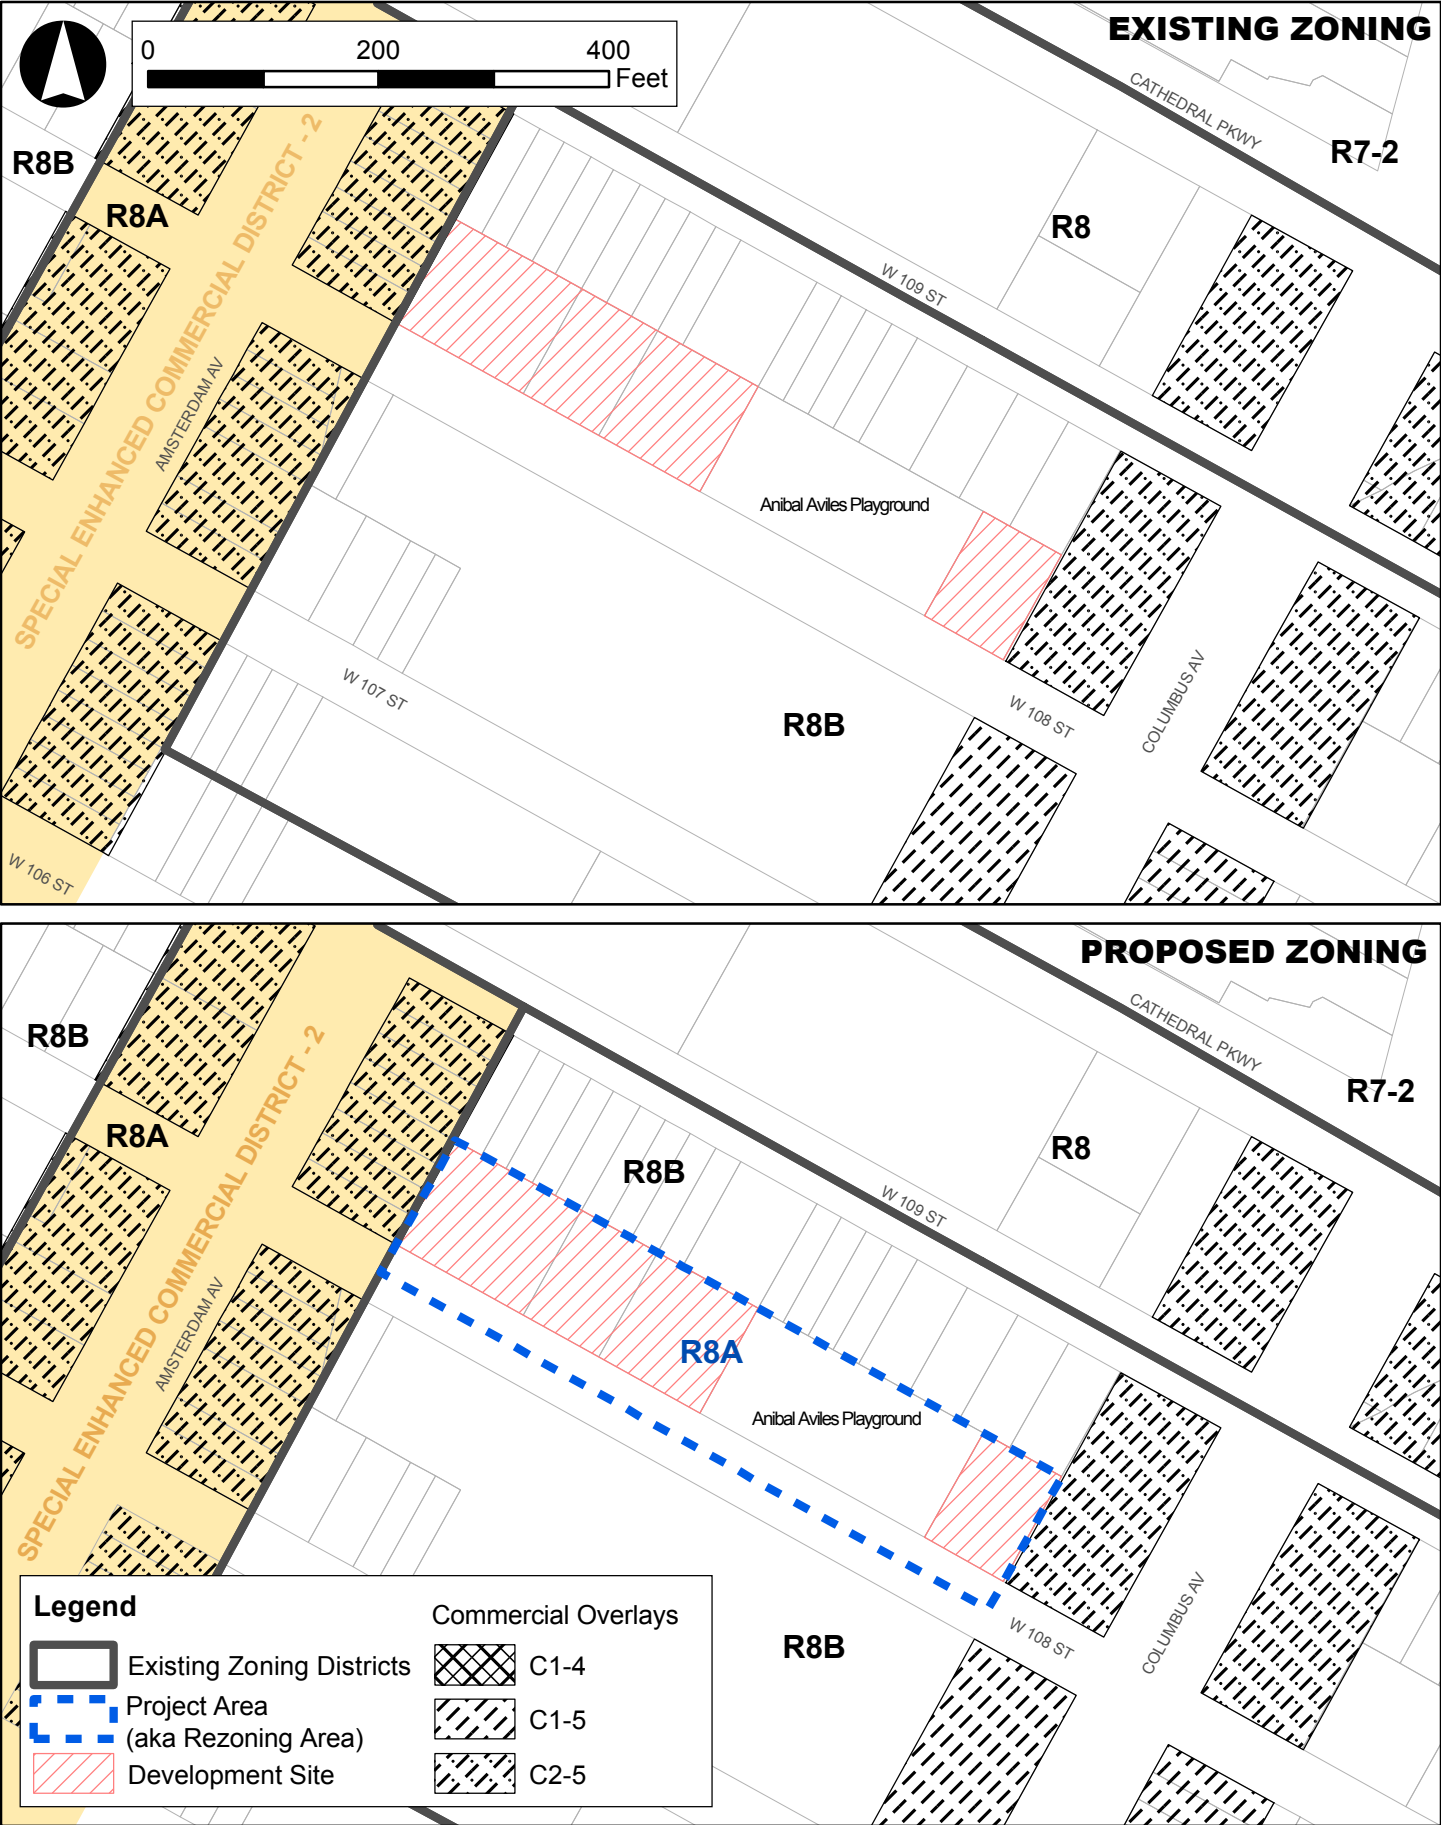 EXISTING ZONING
0 200 400
Feet
CATHEDRAL PKWY
R7-2
R8B
R8A
R8
SPECIAL ENHANCED COMMERCIAL DISTRICT - 2
W 109 ST
AMSTERDAM AV
Anibal Aviles Playground
W 107 ST
R8B
W 108 ST
COLUMBUS AV
W 106 ST
PROPOSED ZONING
CATHEDRAL PKWY
R7-2
R8B
R8A
R8B
R8
SPECIAL ENHANCED COMMERCIAL DISTRICT - 2
W 109 ST
AMSTERDAM AV
R8A
Anibal Aviles Playground
R8B
W 108 ST
COLUMBUS AV
Legend
Existing Zoning Districts
Project Area
(aka Rezoning Area)
Development Site
Commercial Overlays
C1-4
C1-5
C2-5